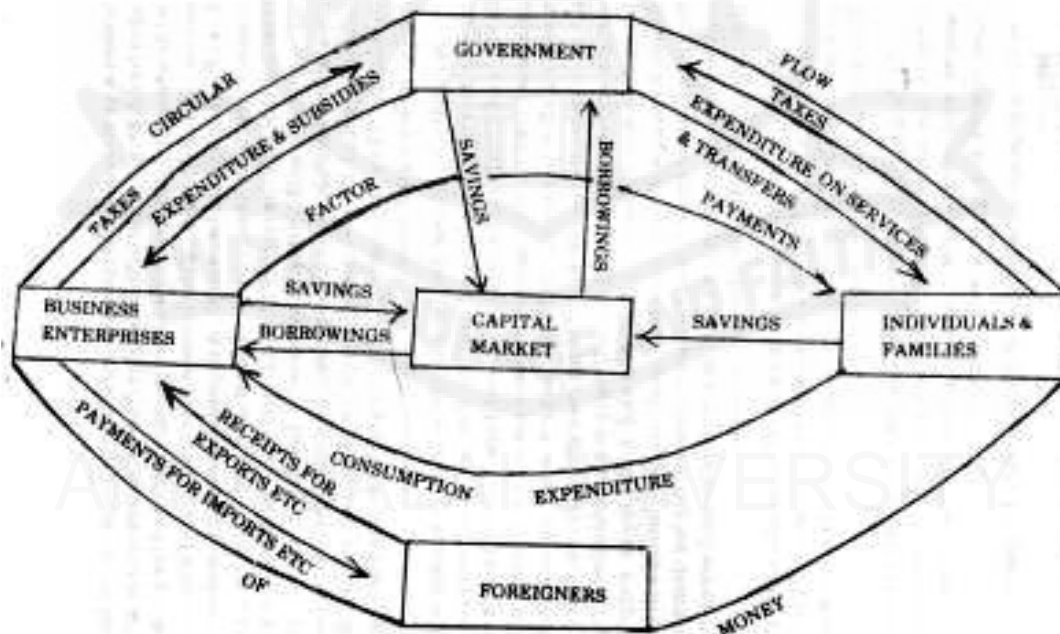 GOVERNMENT
CIRCULAR
FLOW
TAXES
EXPENDITURE & SUBSIDIES
TAXES
EXPENDITURE ON SERVICES
& TRANSFERS
SAVINGS
BORROWINGS
FACTOR
PAYMENTS
BUSINESS
ENTERPRISES
SAVINGS
BORROWINGS
CAPITAL
MARKET
SAVINGS
INDIVIDUALS &
FAMILIES
RECEIPTS FOR
EXPORTS ETC
PAYMENTS FOR IMPORTS ETC
CONSUMPTION
EXPENDITURE
FOREIGNERS
OF
MONEY